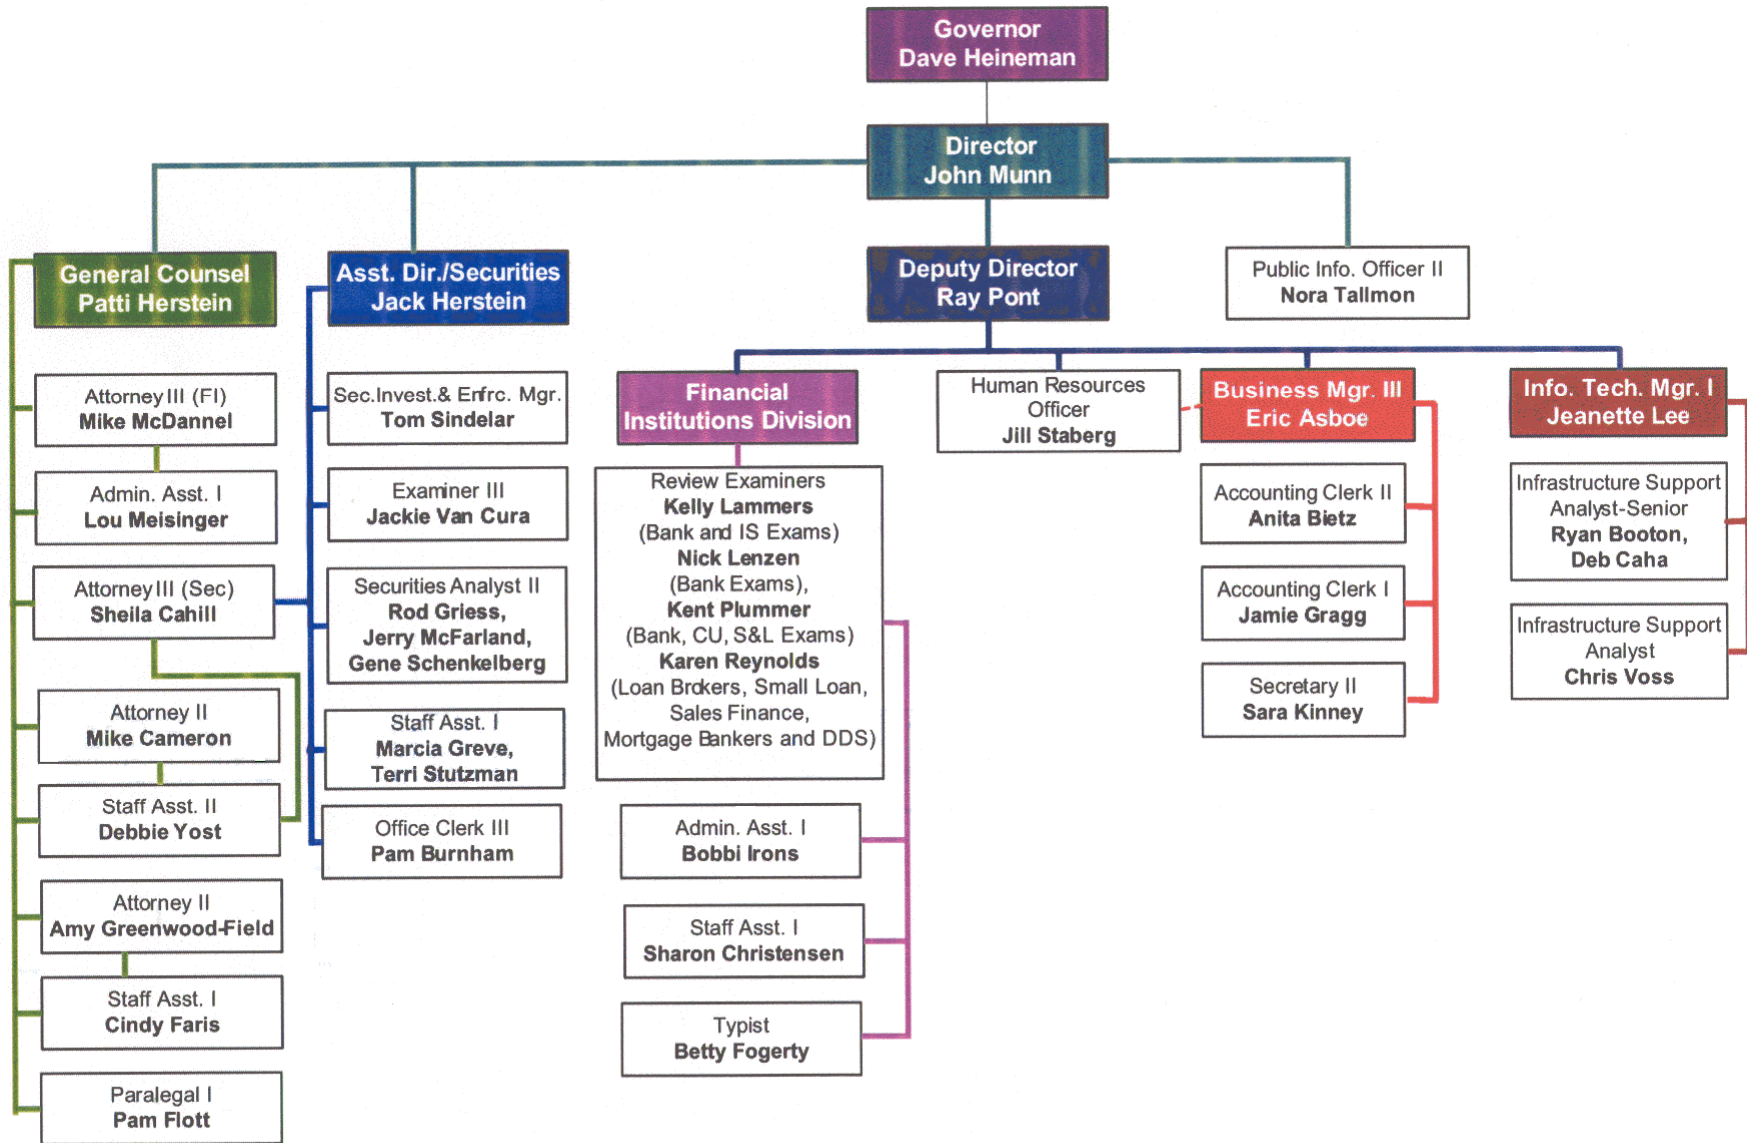 Governor
Dave Heineman
Director
John Munn
General Counsel
Patti Herstein
Asst. Dir./Securities
Jack Herstein
Deputy Director
Ray Pont
Public Info. Officer II
Nora Tallmon
Attorney III (FI)
Mike McDannel
Admin. Asst. I
Lou Meisinger
Attorney III (Sec)
Sheila Cahill
Attorney II
Mike Cameron
Staff Asst. II
Debbie Yost
Attorney II
Amy Greenwood-Field
Staff Asst. I
Cindy Faris
Paralegal I
Pam Flott
Sec.Invest.& Enfrc. Mgr.
Tom Sindelar
Examiner III
Jackie Van Cura
Securities Analyst II
Rod Griess,
Jerry McFarland,
Gene Schenkelberg
Staff Asst. I
Marcia Greve,
Terri Stutzman
Office Clerk III
Pam Burnham
Financial
Institutions Division
Review Examiners
Kelly Lammers
(Bank and IS Exams)
Nick Lenzen
(Bank Exams),
Kent Plummer
(Bank, CU, S&L Exams)
Karen Reynolds
(Loan Brokers, Small Loan,
Sales Finance,
Mortgage Bankers and DDS)
Admin. Asst. I
Bobbi Irons
Staff Asst. I
Sharon Christensen
Typist
Betty Fogerty
Human Resources
Officer
Jill Staberg
Business Mgr. III
Eric Asboe
Accounting Clerk II
Anita Bietz
Accounting Clerk I
Jamie Gragg
Secretary II
Sara Kinney
Info. Tech. Mgr. I
Jeanette Lee
Infrastructure Support
Analyst-Senior
Ryan Booton,
Deb Caha
Infrastructure Support
Analyst
Chris Voss